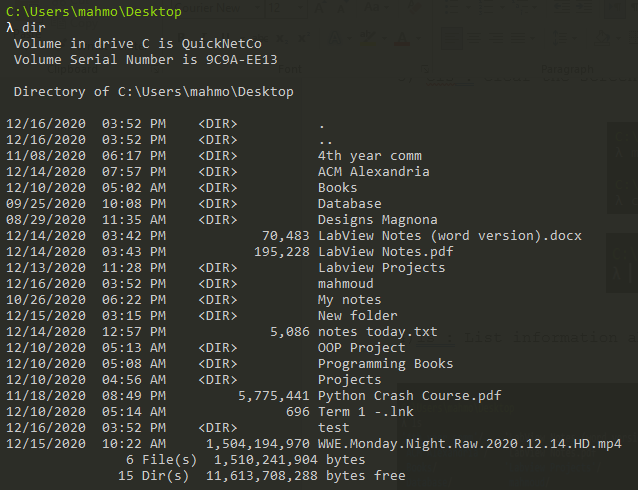 C:\Users\mahmo\Desktop
λ dir
 Volume in drive C is QuickNetCo
 Volume Serial Number is 9C9A-EE13
 Directory of C:\Users\mahmo\Desktop
12/16/2020  03:52 PM    <DIR>          .
12/16/2020  03:52 PM    <DIR>          ..
11/08/2020  06:17 PM    <DIR>          4th year comm
12/14/2020  07:57 PM    <DIR>          ACM Alexandria
12/10/2020  05:02 AM    <DIR>          Books
09/25/2020  10:08 PM    <DIR>          Database
08/29/2020  11:35 AM    <DIR>          Designs Magnona
12/14/2020  03:42 PM            70,483 LabView Notes (word version).docx
12/14/2020  03:43 PM           195,228 LabView Notes.pdf
12/13/2020  11:28 PM    <DIR>          Labview Projects
12/16/2020  03:52 PM    <DIR>          mahmoud
10/26/2020  06:22 PM    <DIR>          My notes
12/15/2020  03:15 PM    <DIR>          New folder
12/14/2020  12:57 PM             5,086 notes today.txt
12/10/2020  05:13 AM    <DIR>          OOP Project
12/10/2020  05:08 AM    <DIR>          Programming Books
12/10/2020  04:56 AM    <DIR>          Projects
11/18/2020  08:49 PM         5,775,441 Python Crash Course.pdf
12/10/2020  05:14 AM               696 Term 1 -.lnk
12/16/2020  03:52 PM    <DIR>          test
12/15/2020  10:22 AM     1,504,194,970 WWE.Monday.Night.Raw.2020.12.14.HD.mp4
               6 File(s)  1,510,241,904 bytes
              15 Dir(s)  11,613,708,288 bytes free